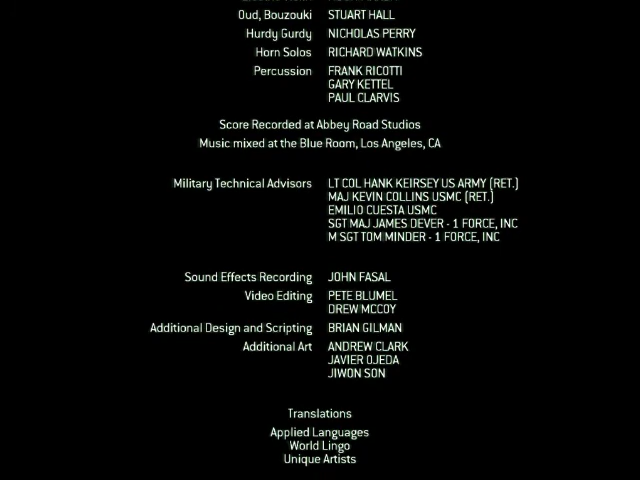 Oud, Bouzouki STUART HALL
Hurdy Gurdy NICHOLAS PERRY
Horn Solos RICHARD WATKINS
Percussion FRANK RICOTTI
GARY KETTEL
PAUL CLARVIS
Score Recorded at Abbey Road Studios
Music mixed at the Blue Room, Los Angeles, CA
Military Technical Advisors LT COL HANK KEIRSEY US ARMY (RET.)
MAJ KEVIN COLLINS USMC (RET.)
EMILIO CUESTA USMC
SGT MAJ JAMES DEVER - 1 FORCE, INC
M SGT TOM MINDER - 1 FORCE, INC
Sound Effects Recording JOHN FASAL
Video Editing PETE BLUMEL
DREW MCCOY
Additional Design and Scripting BRIAN GILMAN
Additional Art ANDREW CLARK
JAVIER OJEDA
JIWON SON
Translations
Applied Languages
World Lingo
Unique Artists